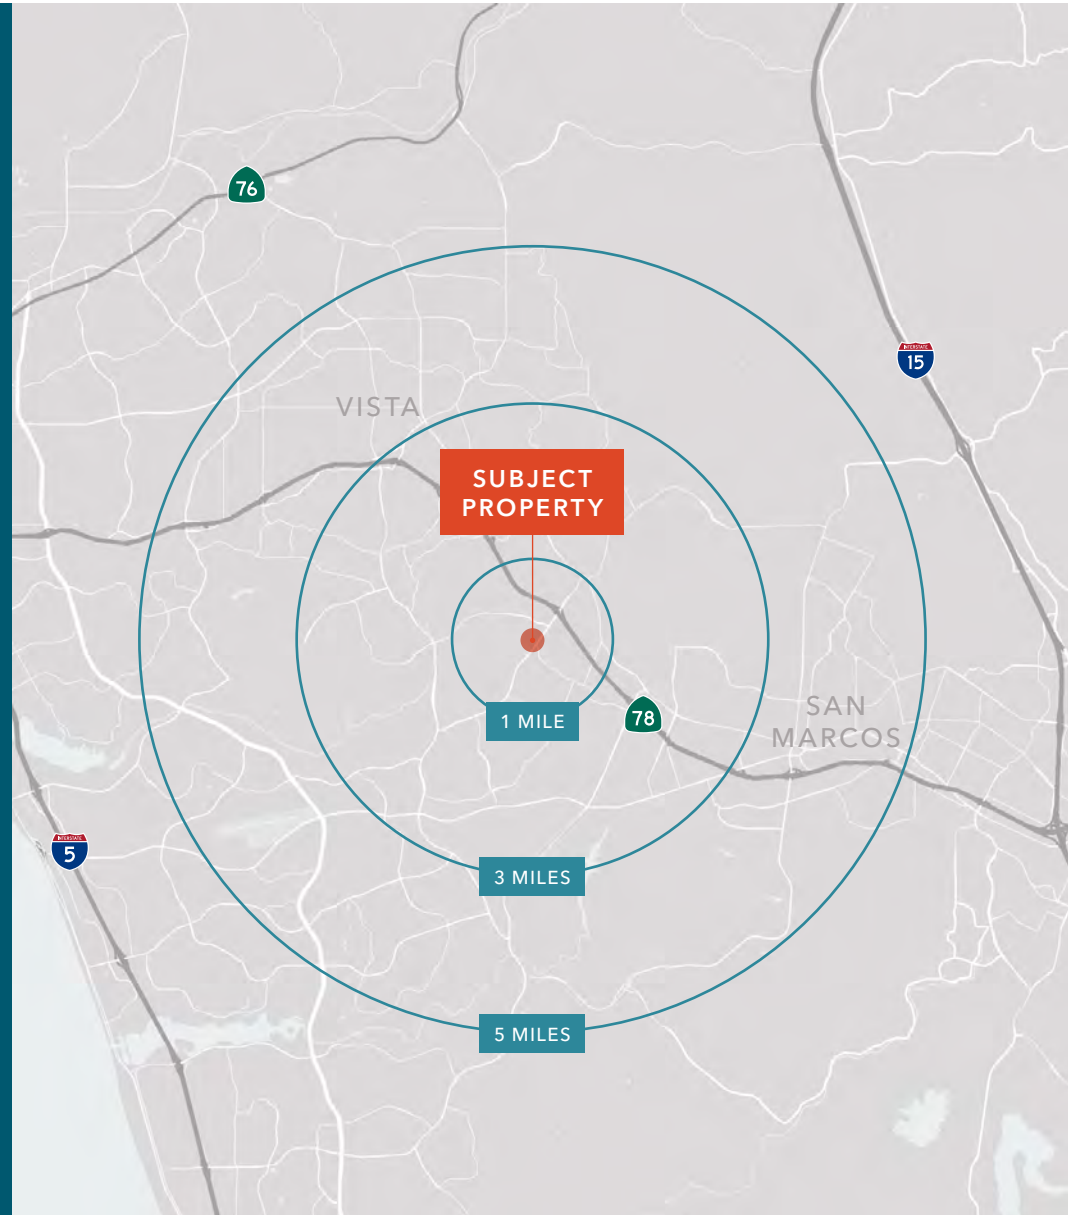 76
INTERSTATE
15
VISTA
SUBJECT
PROPERTY
1 MILE
78
SAN
MARCOS
INTERSTATE
5
3 MILES
5 MILES